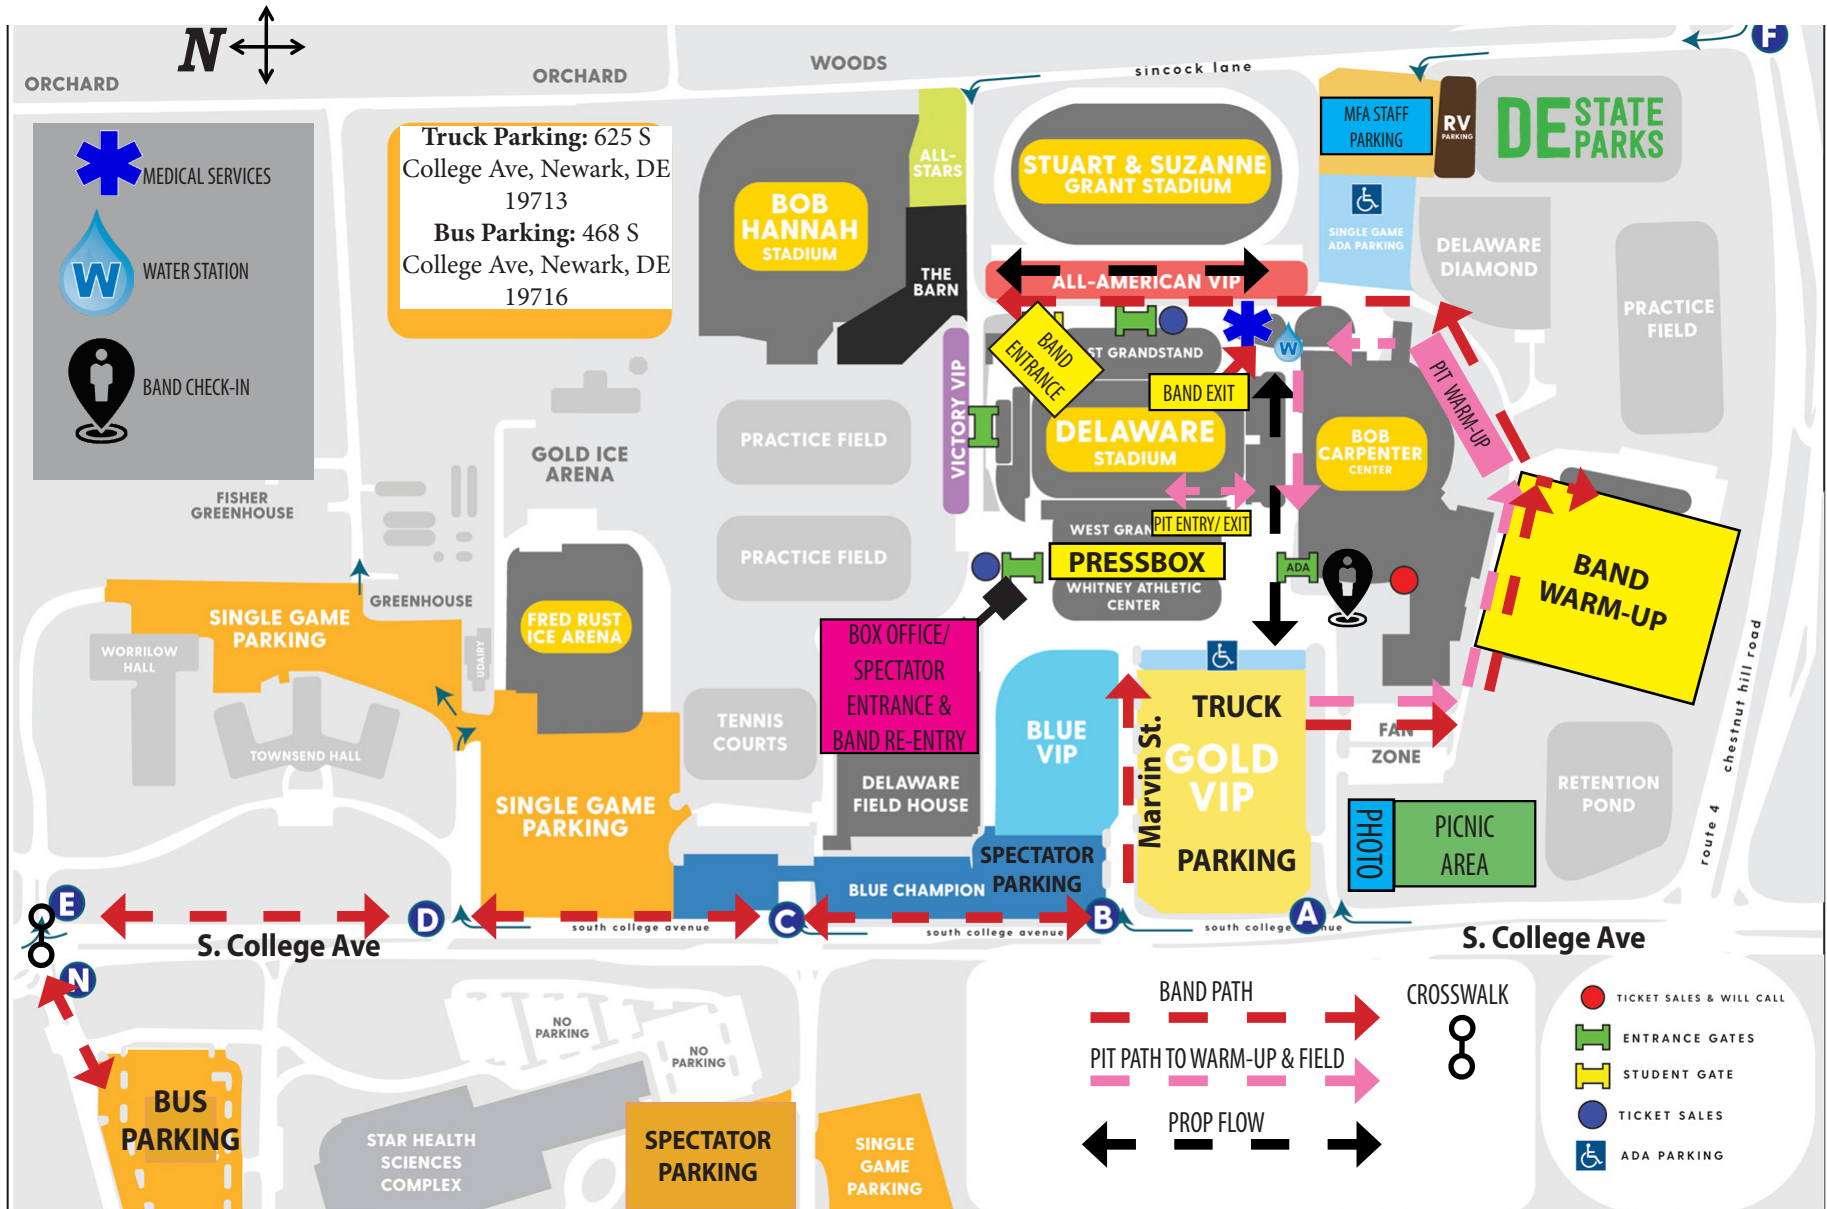 N
ORCHARD
ORCHARD
WOODS
sincock lane
F
MEDICAL SERVICES
W
WATER STATION
BAND CHECK-IN
Truck Parking: 625 S
College Ave, Newark, DE
19713
Bus Parking: 468 S
College Ave, Newark, DE
19716
BOB
HANNAH
STADIUM
ALL-
STARS
THE
BARN
STUART & SUZANNE
GRANT STADIUM
MFA STAFF
PARKING
RV
PARKING
DE STATE
PARKS
SINGLE GAME
ADA PARKING
DELAWARE
DIAMOND
PRACTICE
FIELD
ALL-AMERICAN VIP
BAND
ENTRANCE
ST GRANDSTAND
W
BAND EXIT
PIT WARM-UP
VICTORY VIP
DELAWARE
STADIUM
BOB
CARPENTER
CENTER
PRACTICE FIELD
GOLD ICE
ARENA
FISHER
GREENHOUSE
PRACTICE FIELD
WEST GRAN
PIT ENTRY/ EXIT
PRESSBOX
WHITNEY ATHLETIC
CENTER
ADA
BAND
WARM-UP
GREENHOUSE
SINGLE GAME
PARKING
WORRILOW
HALL
UDAIRY
FRED RUST
ICE ARENA
TOWNSEND HALL
BOX OFFICE/
SPECTATOR
ENTRANCE &
BAND RE-ENTRY
TENNIS
COURTS
BLUE
VIP
Marvin St.
TRUCK
GOLD
VIP
PARKING
FAN
ZONE
DELAWARE
FIELD HOUSE
SINGLE GAME
PARKING
RETENTION
POND
chestnut hill road
route 4
PHOTO
PICNIC
AREA
SPECTATOR
PARKING
BLUE CHAMPION
E
D
C
B
A
south college avenue
south college avenue
south college nue
S. College Ave
S. College Ave
N
NO
PARKING
NO
PARKING
BUS
PARKING
STAR HEALTH
SCIENCES
COMPLEX
SPECTATOR
PARKING
SINGLE
GAME
PARKING
BAND PATH
PIT PATH TO WARM-UP & FIELD
PROP FLOW
CROSSWALK
TICKET SALES & WILL CALL
ENTRANCE GATES
STUDENT GATE
TICKET SALES
ADA PARKING